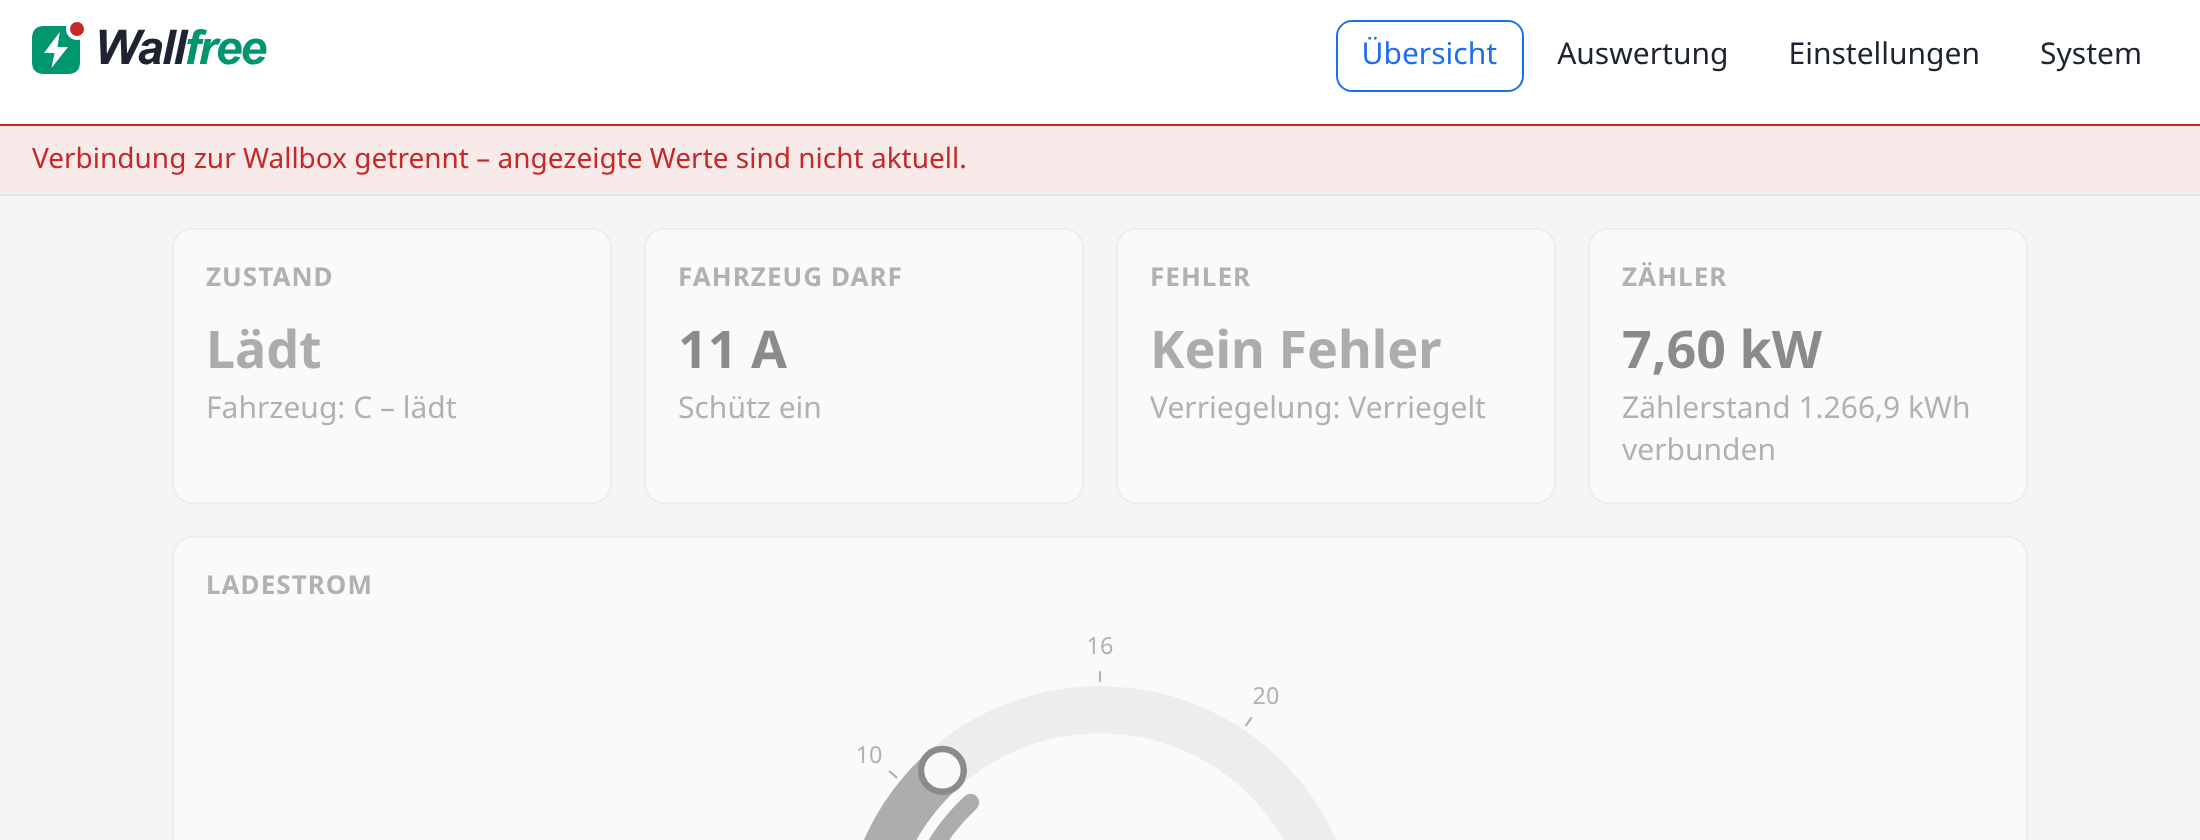 Wallfree
Übersicht
Auswertung
Einstellungen
System
Verbindung zur Wallbox getrennt – angezeigte Werte sind nicht aktuell.
ZUSTAND
Lädt
Fahrzeug: C – lädt
FAHRZEUG DARF
11 A
Schütz ein
FEHLER
Kein Fehler
Verriegelung: Verriegelt
ZÄHLER
7,60 kW
Zählerstand 1.266,9 kWh
verbunden
LADESTROM
16
20
10